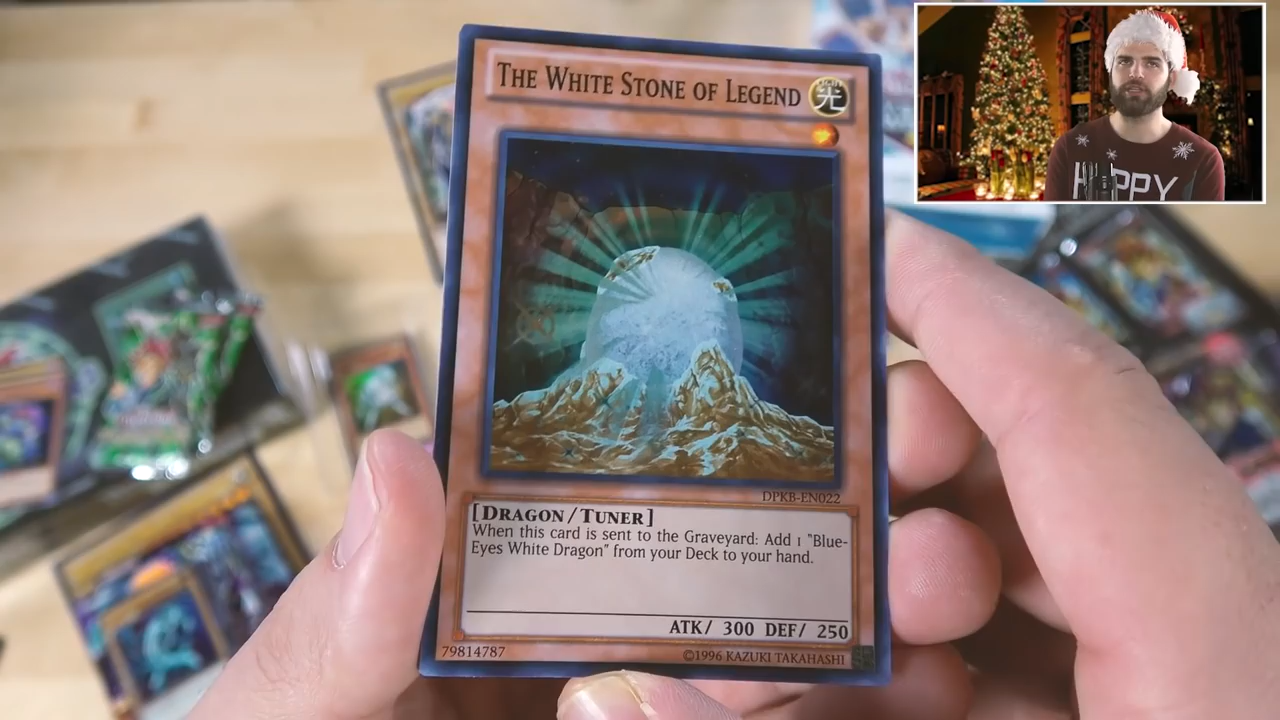 THE WHITE STONE OF LEGEND
光
DPKB-EN022
[DRAGON/TUNER]
When this card is sent to the Graveyard: Add 1 "Blue-
Eyes White Dragon" from your Deck to your hand.
ATK/ 300 DEF/ 250
79814787
©1996 KAZUKI TAKAHASHI
H PPY